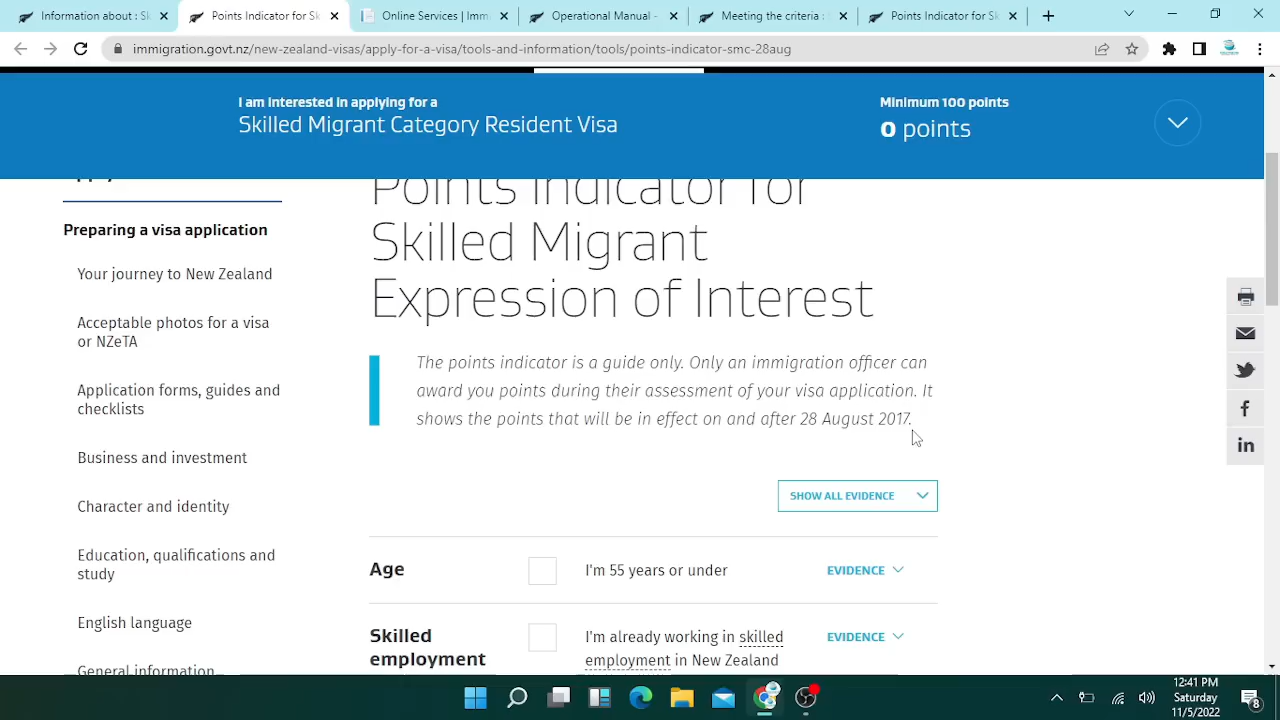 Information about : S
Points Indicator for Sk
Online Services | Imm
Operational Manual -
Meeting the criteria :
Points Indicator for Sk
immigration.govt.nz/new-zealand-visas/apply-for-a-visa/tools-and-information/tools/points-indicator-smc-28aug
I am interested in applying for a
Skilled Migrant Category Resident Visa
Minimum 100 points
0 points
Preparing a visa application
Your journey to New Zealand
Acceptable photos for a visa
or NZeTA
Application forms, guides and
checklists
Business and investment
Character and identity
Education, qualifications and
study
English language
General information
Points Indicator for
Skilled Migrant
Expression of Interest
The points indicator is a guide only. Only an immigration officer can
award you points during their assessment of your visa application. It
shows the points that will be in effect on and after 28 August 2017.
SHOW ALL EVIDENCE
Age
I'm 55 years or under
EVIDENCE
Skilled
employment
I'm already working in skilled
employment in New Zealand
EVIDENCE
12:41 PM
Saturday
11/5/2022
8